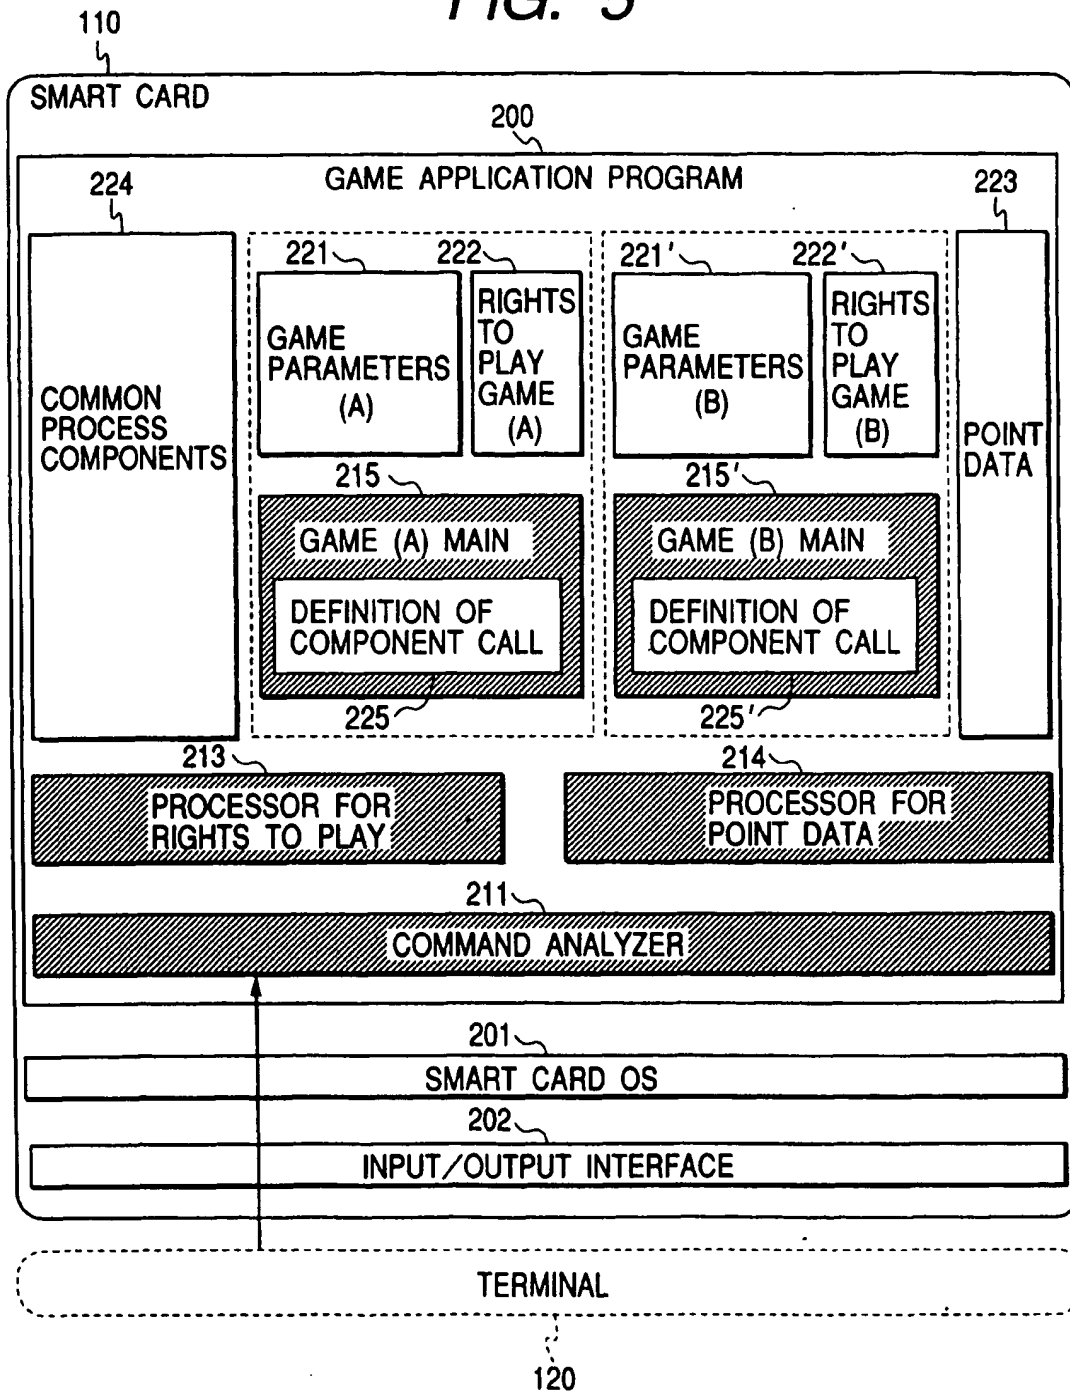 FIG. 5
110
SMART CARD
200
GAME APPLICATION PROGRAM
224
223
221
222
221'
222'
COMMON
PROCESS
COMPONENTS
GAME
PARAMETERS
(A)
RIGHTS
TO
PLAY
GAME
(A)
GAME
PARAMETERS
(B)
RIGHTS
TO
PLAY
GAME
(B)
POINT
DATA
215
GAME (A) MAIN
DEFINITION OF
COMPONENT CALL
225
215'
GAME (B) MAIN
DEFINITION OF
COMPONENT CALL
225'
213
PROCESSOR FOR
RIGHTS TO PLAY
214
PROCESSOR FOR
POINT DATA
211
COMMAND ANALYZER
201
SMART CARD OS
202
INPUT/OUTPUT INTERFACE
TERMINAL
120